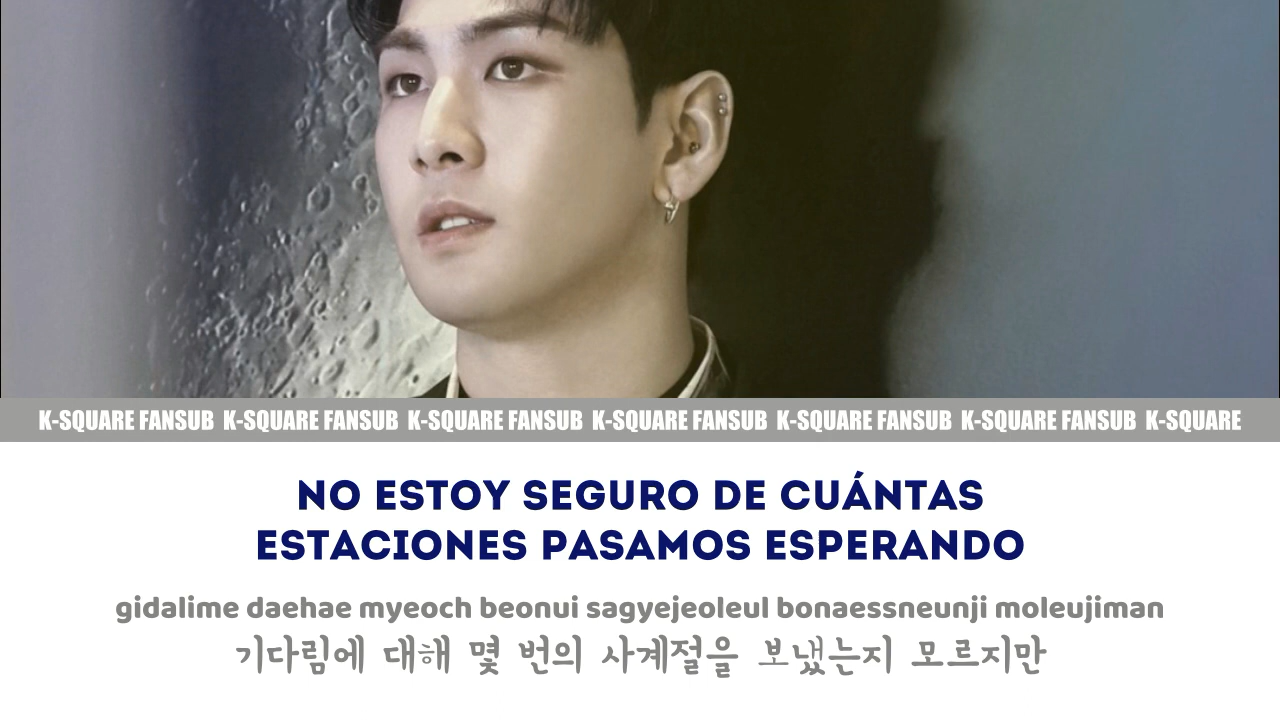 K-SQUARE FANSUB K-SQUARE FANSUB K-SQUARE FANSUB K-SQUARE FANSUB K-SQUARE FANSUB K-SQUARE FANSUB K-SQUARE
NO ESTOY SEGURO DE CUÁNTAS
ESTACIONES PASAMOS ESPERANDO
gidalime daehae myeoch beonui sagyejeoleul bonaessneunji moleujiman
기다림에 대해 몇 번의 사계절을 보냈는지 모르지만